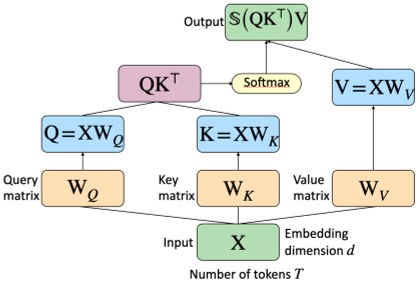 Output
𝕊(QK⊤)V
QK⊤
Softmax
V=XW_V
Q=XW_Q
K=XW_K
Query
matrix
W_Q
Key
matrix
W_K
Value
matrix
W_V
Input
X
Embedding
dimension d
Number of tokens T